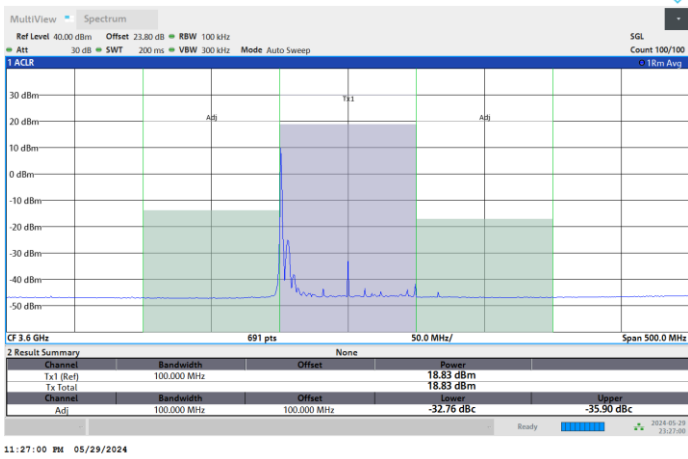 MultiView Spectrum
Ref Level 40.00 dBm Offset 23.80 dB RBW 100 kHz SGL
Att 30 dB SWT 200 ms VBW 300 kHz Mode Auto Sweep Count 100/100
1 ACLR 1Rm Avg
30 dBm
Tx1
20 dBm Adj Adj
10 dBm
0 dBm
-10 dBm
-20 dBm
-30 dBm
-40 dBm
-50 dBm
CF 3.6 GHz 691 pts 50.0 MHz/ Span 500.0 MHz
2 Result Summary None
Channel Bandwidth Offset Power
Tx1 (Ref) 100.000 MHz 18.83 dBm
Tx Total 18.83 dBm
Channel Bandwidth Offset Lower Upper
Adj 100.000 MHz 100.000 MHz -32.76 dBc -35.90 dBc
Ready 2024-05-29
23:27:00
11:27:00 PM 05/29/2024